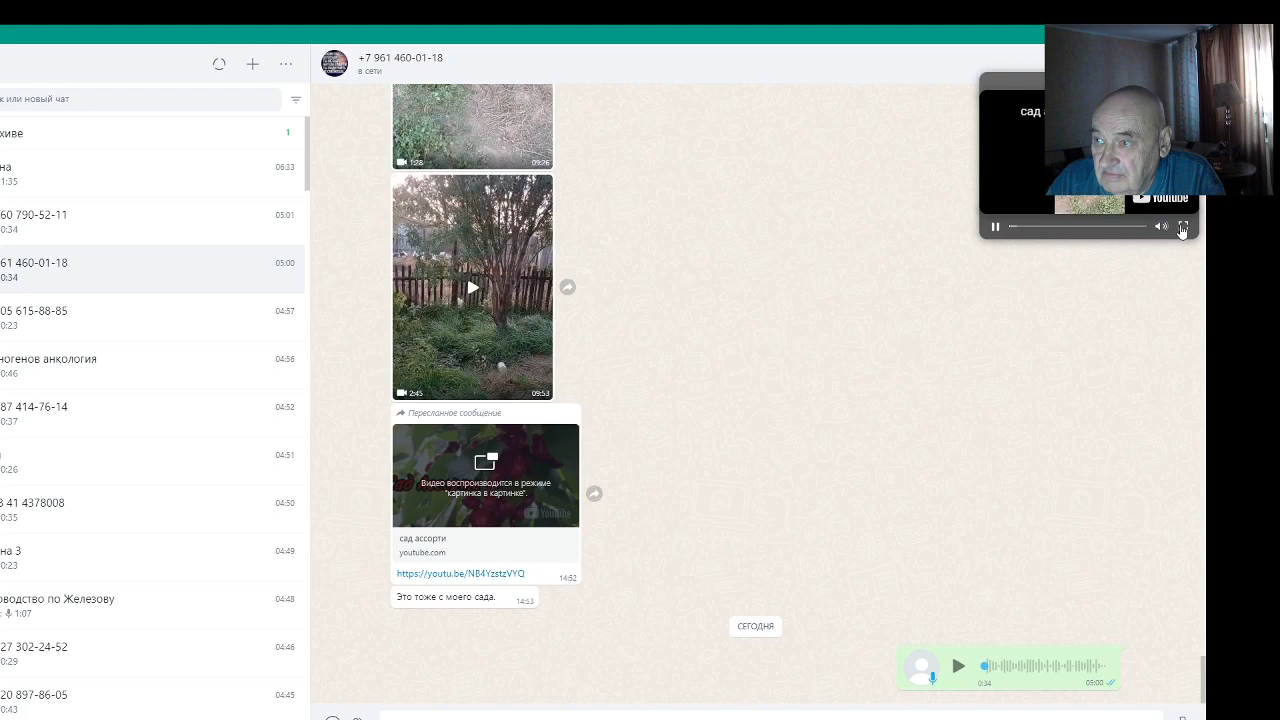 +7 961 460-01-18
в сети
к или новый чат
хиве 1
на 06:33
1:35
60 790-52-11 05:01
0:34
61 460-01-18 05:00
0:34
05 615-88-85 04:57
0:23
ногенов анкология 04:56
0:46
87 414-76-14 04:52
0:37
04:51
0:26
3 41 4378008 04:50
0:35
на 3 04:49
0:23
оводство по Железову 04:48
: 1:07
27 302-24-52 04:46
0:29
20 897-86-05 04:45
0:43
1:28 09:26
2:45 09:53
Пересланное сообщение
Видео воспроизводится в режиме
"картинка в картинке".
YouTube
сад ассорти
youtube.com
https://youtu.be/NB4YzstzVYQ 14:52
Это тоже с моего сада. 14:53
СЕГОДНЯ
0:34 05:00
сад
YouTube